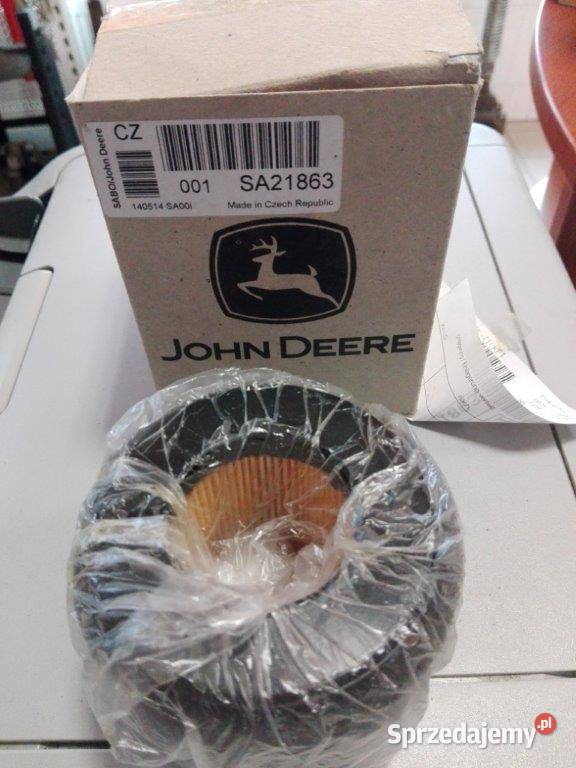 SABO/John Deere
CZ
001 SA21863
140514 SA00I Made in Czech Republic
JOHN DEERE
Sprzedajemy.pl